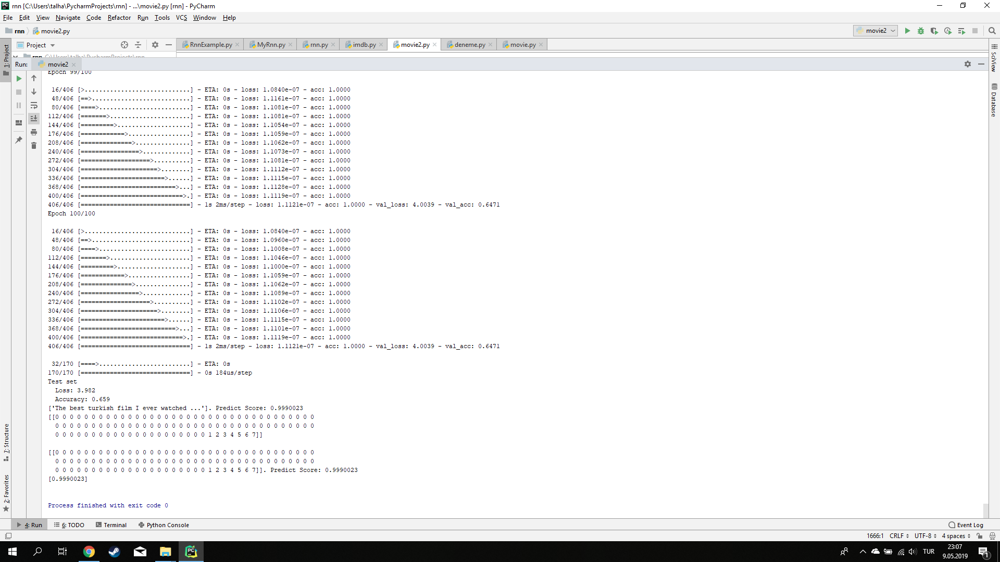 rnn [C:\Users\talha\PycharmProjects\rnn] - ...\movie2.py [rnn] - PyCharm
File Edit View Navigate Code Refactor Run Tools VCS Window Help
rnn movie2.py movie2
Project RnnExample.py MyRnn.py rnn.py imdb.py movie2.py deneme.py movie.py
rnn C:\Users\talha\PycharmProjects\rnn
1: Project
SciView
Database
Run: movie2
Epoch 99/100
16/406 [>.............................] - ETA: 0s - loss: 1.0840e-07 - acc: 1.0000
48/406 [==>...........................] - ETA: 0s - loss: 1.1161e-07 - acc: 1.0000
80/406 [====>.........................] - ETA: 0s - loss: 1.1081e-07 - acc: 1.0000
112/406 [=======>......................] - ETA: 0s - loss: 1.1081e-07 - acc: 1.0000
144/406 [=========>....................] - ETA: 0s - loss: 1.1054e-07 - acc: 1.0000
176/406 [============>.................] - ETA: 0s - loss: 1.1059e-07 - acc: 1.0000
208/406 [==============>...............] - ETA: 0s - loss: 1.1062e-07 - acc: 1.0000
240/406 [================>.............] - ETA: 0s - loss: 1.1073e-07 - acc: 1.0000
272/406 [===================>..........] - ETA: 0s - loss: 1.1081e-07 - acc: 1.0000
304/406 [=====================>........] - ETA: 0s - loss: 1.1112e-07 - acc: 1.0000
336/406 [=======================>......] - ETA: 0s - loss: 1.1115e-07 - acc: 1.0000
368/406 [==========================>...] - ETA: 0s - loss: 1.1128e-07 - acc: 1.0000
400/406 [============================>.] - ETA: 0s - loss: 1.1119e-07 - acc: 1.0000
406/406 [==============================] - 1s 2ms/step - loss: 1.1121e-07 - acc: 1.0000 - val_loss: 4.0039 - val_acc: 0.6471
Epoch 100/100
16/406 [>.............................] - ETA: 0s - loss: 1.0840e-07 - acc: 1.0000
48/406 [==>...........................] - ETA: 0s - loss: 1.0960e-07 - acc: 1.0000
80/406 [====>.........................] - ETA: 0s - loss: 1.1008e-07 - acc: 1.0000
112/406 [=======>......................] - ETA: 0s - loss: 1.1046e-07 - acc: 1.0000
144/406 [=========>....................] - ETA: 0s - loss: 1.1000e-07 - acc: 1.0000
176/406 [============>.................] - ETA: 0s - loss: 1.1059e-07 - acc: 1.0000
208/406 [==============>...............] - ETA: 0s - loss: 1.1062e-07 - acc: 1.0000
240/406 [================>.............] - ETA: 0s - loss: 1.1089e-07 - acc: 1.0000
272/406 [===================>..........] - ETA: 0s - loss: 1.1102e-07 - acc: 1.0000
304/406 [=====================>........] - ETA: 0s - loss: 1.1106e-07 - acc: 1.0000
336/406 [=======================>......] - ETA: 0s - loss: 1.1115e-07 - acc: 1.0000
368/406 [==========================>...] - ETA: 0s - loss: 1.1101e-07 - acc: 1.0000
400/406 [============================>.] - ETA: 0s - loss: 1.1119e-07 - acc: 1.0000
406/406 [==============================] - 1s 2ms/step - loss: 1.1121e-07 - acc: 1.0000 - val_loss: 4.0039 - val_acc: 0.6471
32/170 [====>.........................] - ETA: 0s
170/170 [==============================] - 0s 184us/step
Test set
Loss: 3.982
Accuracy: 0.659
['The best turkish film I ever watched ...']. Predict Score: 0.9990023
[[0 0 0 0 0 0 0 0 0 0 0 0 0 0 0 0 0 0 0 0 0 0 0 0 0 0 0 0 0 0 0 0 0 0 0 0
0 0 0 0 0 0 0 0 0 0 0 0 0 0 0 0 0 0 0 0 0 0 0 0 0 0 0 0 0 0 0 0 0 0 0 0
0 0 0 0 0 0 0 0 0 0 0 0 0 0 0 0 0 0 0 0 0 1 2 3 4 5 6 7]]
[[0 0 0 0 0 0 0 0 0 0 0 0 0 0 0 0 0 0 0 0 0 0 0 0 0 0 0 0 0 0 0 0 0 0 0 0
0 0 0 0 0 0 0 0 0 0 0 0 0 0 0 0 0 0 0 0 0 0 0 0 0 0 0 0 0 0 0 0 0 0 0 0
0 0 0 0 0 0 0 0 0 0 0 0 0 0 0 0 0 0 0 0 0 1 2 3 4 5 6 7]]. Predict Score: 0.9990023
[0.9990023]
Process finished with exit code 0
7: Structure
2: Favorites
4: Run 6: TODO Terminal Python Console Event Log
1666:1 CRLF UTF-8 4 spaces
TUR 23:07
9.05.2019
1